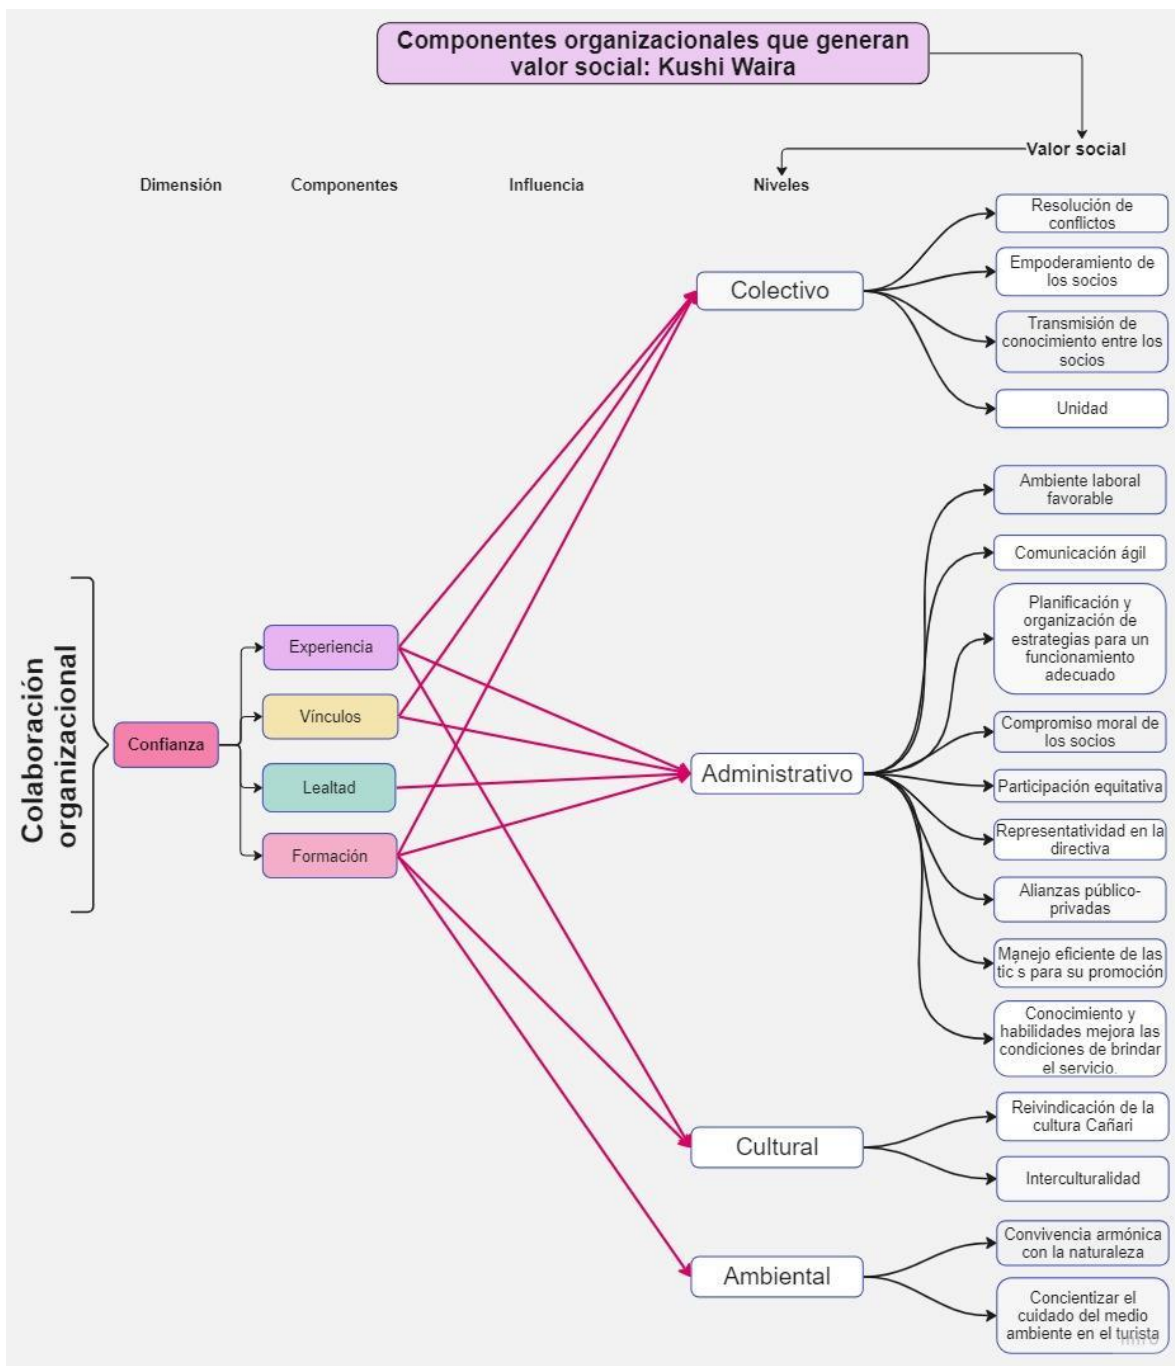 Componentes organizacionales que generan
valor social: Kushi Waira
Valor social
Dimensión
Componentes
Influencia
Niveles
Resolución de
conflictos
Empoderamiento de
los socios
Colectivo
Transmisión de
conocimiento entre los
socios
Unidad
Ambiente laboral
favorable
Comunicación ágil
Planificación y
organización de
estrategias para un
funcionamiento
adecuado
Colaboración
organizacional
Confianza
Experiencia
Vínculos
Lealtad
Formación
Administrativo
Compromiso moral de
los socios
Participación equitativa
Representatividad en la
directiva
Alianzas público-
privadas
Manejo eficiente de las
tic ́s para su promoción
Conocimiento y
habilidades mejora las
condiciones de brindar
el servicio.
Cultural
Reivindicación de la
cultura Cañari
Interculturalidad
Ambiental
Convivencia armónica
con la naturaleza
Concientizar el
cuidado del medio
ambiente en el turista
miro